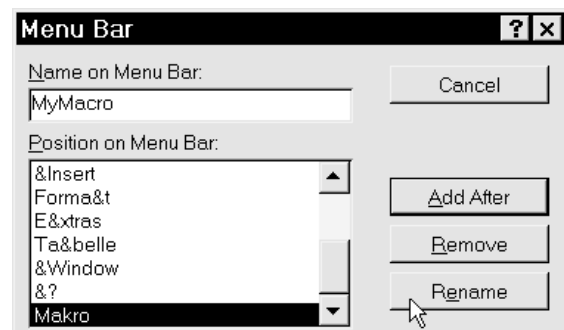 Menu Bar
Name on Menu Bar:
MyMacro
Cancel
Position on Menu Bar:
&Insert
Forma&t
E&xtras
Ta&belle
&Window
&?
Makro
Add After
Remove
Rename